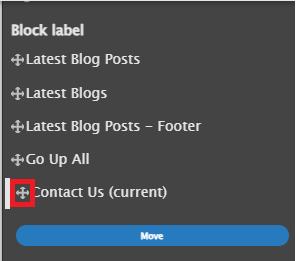 Block label
Latest Blog Posts
Latest Blogs
Latest Blog Posts - Footer
Go Up All
Contact Us (current)
Move